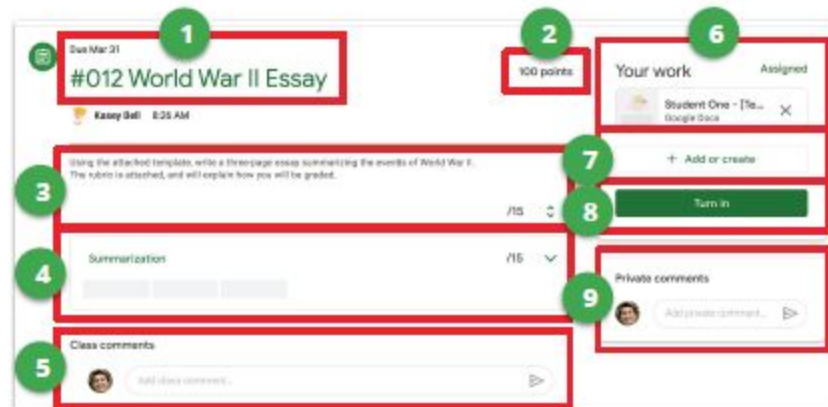 1
Due Mar 31
#012 World War II Essay
Kasey Bell 8:26 AM
2
100 points
3
Using the attached template, write a three-page essay summarizing the events of World War II.
The rubric is attached, and will explain how you will be graded.
/15
4
Summarization /15
5
Class comments
Add class comment...
6
Your work Assigned
Student One - [Te...
Google Docs
7
+ Add or create
8
Turn in
9
Private comments
Add private comment...